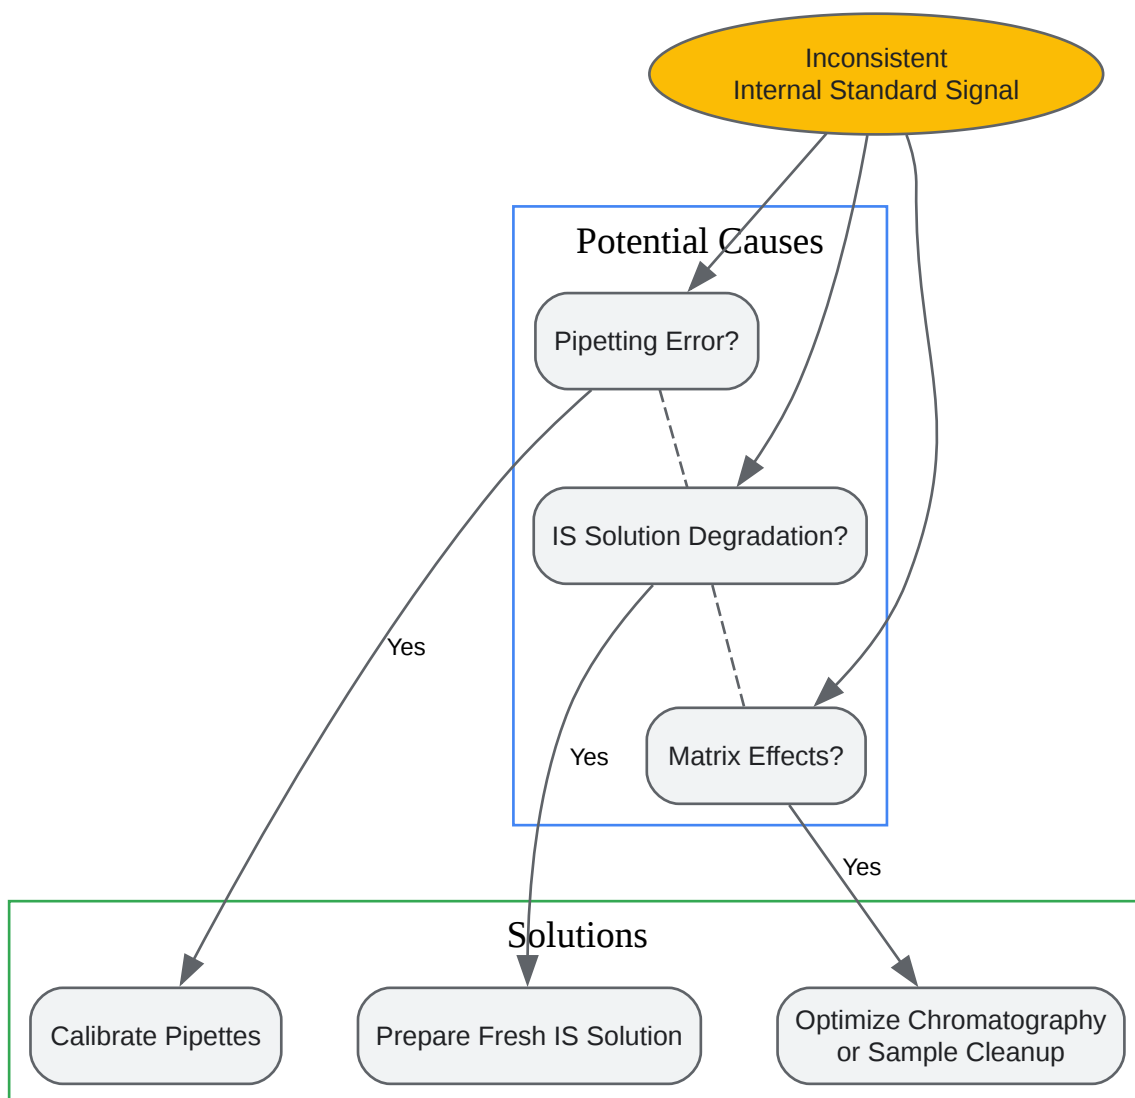 Inconsistent
Internal Standard Signal
Potential Causes
Pipetting Error?
IS Solution Degradation?
Yes
Matrix Effects?
Yes
Yes
Solutions
Calibrate Pipettes
Prepare Fresh IS Solution
Optimize Chromatography
or Sample Cleanup